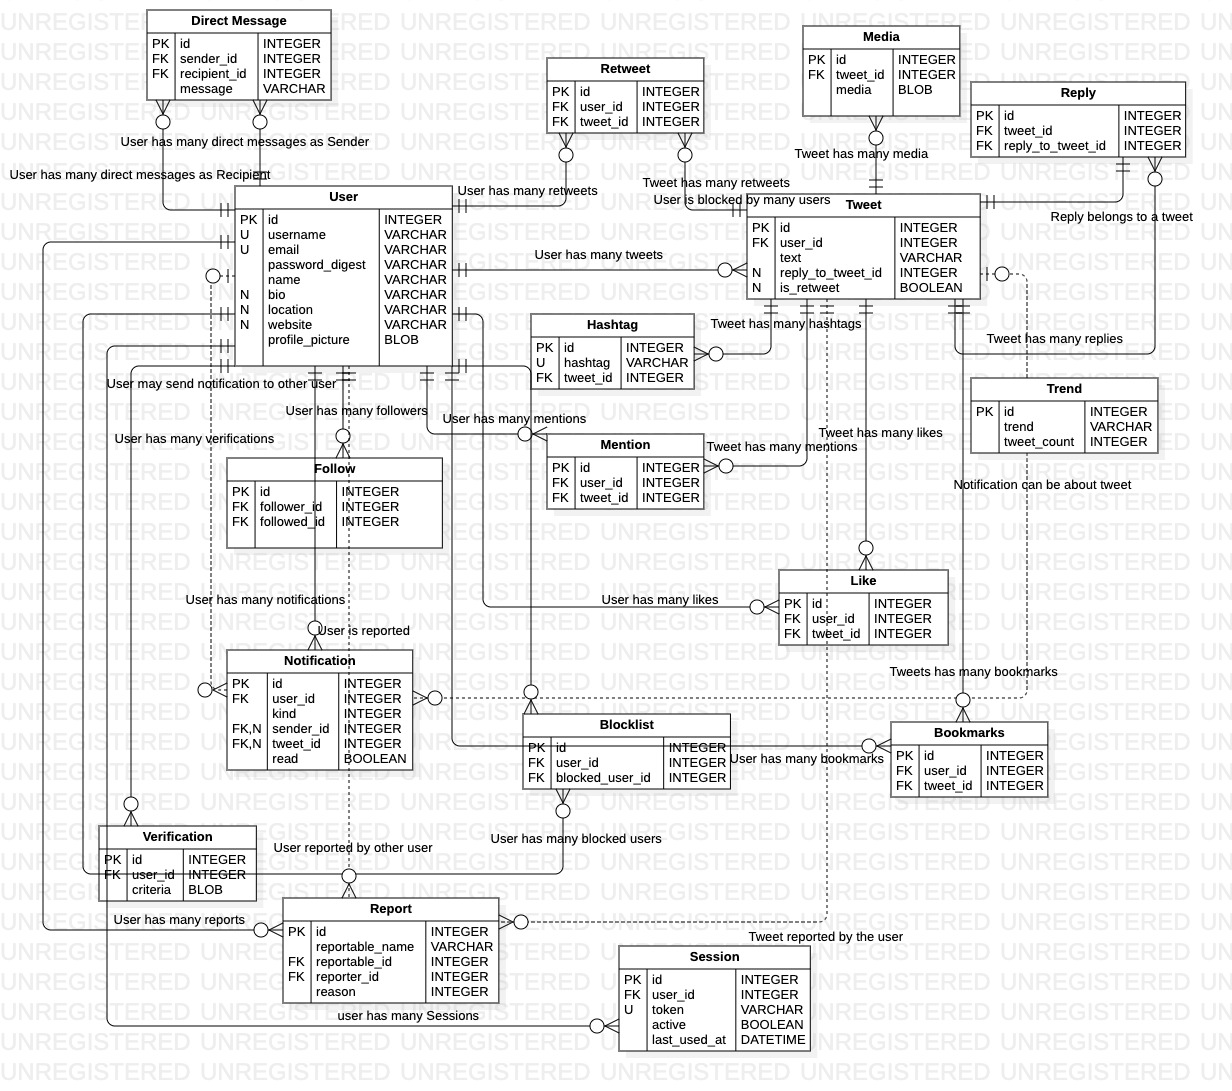 Direct Message
PK id INTEGER
FK sender_id INTEGER
FK recipient_id INTEGER
message VARCHAR
User has many direct messages as Sender
User has many direct messages as Recipient
Retweet
PK id INTEGER
FK user_id INTEGER
FK tweet_id INTEGER
Media
PK id INTEGER
FK tweet_id INTEGER
media BLOB
Reply
PK id INTEGER
FK tweet_id INTEGER
FK reply_to_tweet_id INTEGER
Tweet has many media
Tweet has many retweets
User has many retweets
User is blocked by many users
Reply belongs to a tweet
User
PK id INTEGER
U username VARCHAR
U email VARCHAR
password_digest VARCHAR
name VARCHAR
N bio VARCHAR
N location VARCHAR
N website VARCHAR
profile_picture BLOB
Tweet
PK id INTEGER
FK user_id INTEGER
text VARCHAR
N reply_to_tweet_id INTEGER
N is_retweet BOOLEAN
User has many tweets
Hashtag
PK id INTEGER
U hashtag VARCHAR
FK tweet_id INTEGER
Tweet has many hashtags
Tweet has many replies
User may send notification to other user
User has many followers
User has many mentions
User has many verifications
Trend
PK id INTEGER
trend VARCHAR
tweet_count INTEGER
Tweet has many likes
Tweet has many mentions
Mention
PK id INTEGER
FK user_id INTEGER
FK tweet_id INTEGER
Follow
PK id INTEGER
FK follower_id INTEGER
FK followed_id INTEGER
Notification can be about tweet
Like
PK id INTEGER
FK user_id INTEGER
FK tweet_id INTEGER
User has many notifications
User has many likes
User is reported
Notification
PK id INTEGER
FK user_id INTEGER
kind INTEGER
FK,N sender_id INTEGER
FK,N tweet_id INTEGER
read BOOLEAN
Tweets has many bookmarks
Blocklist
PK id INTEGER
FK user_id INTEGER
FK blocked_user_id INTEGER
Bookmarks
PK id INTEGER
FK user_id INTEGER
FK tweet_id INTEGER
User has many bookmarks
Verification
PK id INTEGER
FK user_id INTEGER
criteria BLOB
User has many blocked users
User reported by other user
Report
PK id INTEGER
reportable_name VARCHAR
FK reportable_id INTEGER
FK reporter_id INTEGER
reason INTEGER
User has many reports
Tweet reported by the user
Session
PK id INTEGER
FK user_id INTEGER
U token VARCHAR
active BOOLEAN
last_used_at DATETIME
user has many Sessions